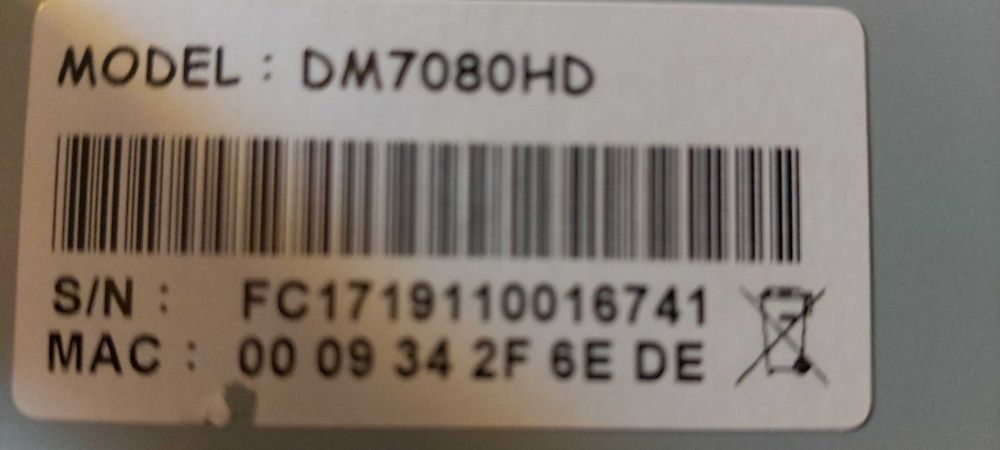 MODEL : DM7080HD
S/N : FC1719110016741
MAC : 00 09 34 2F 6E DE